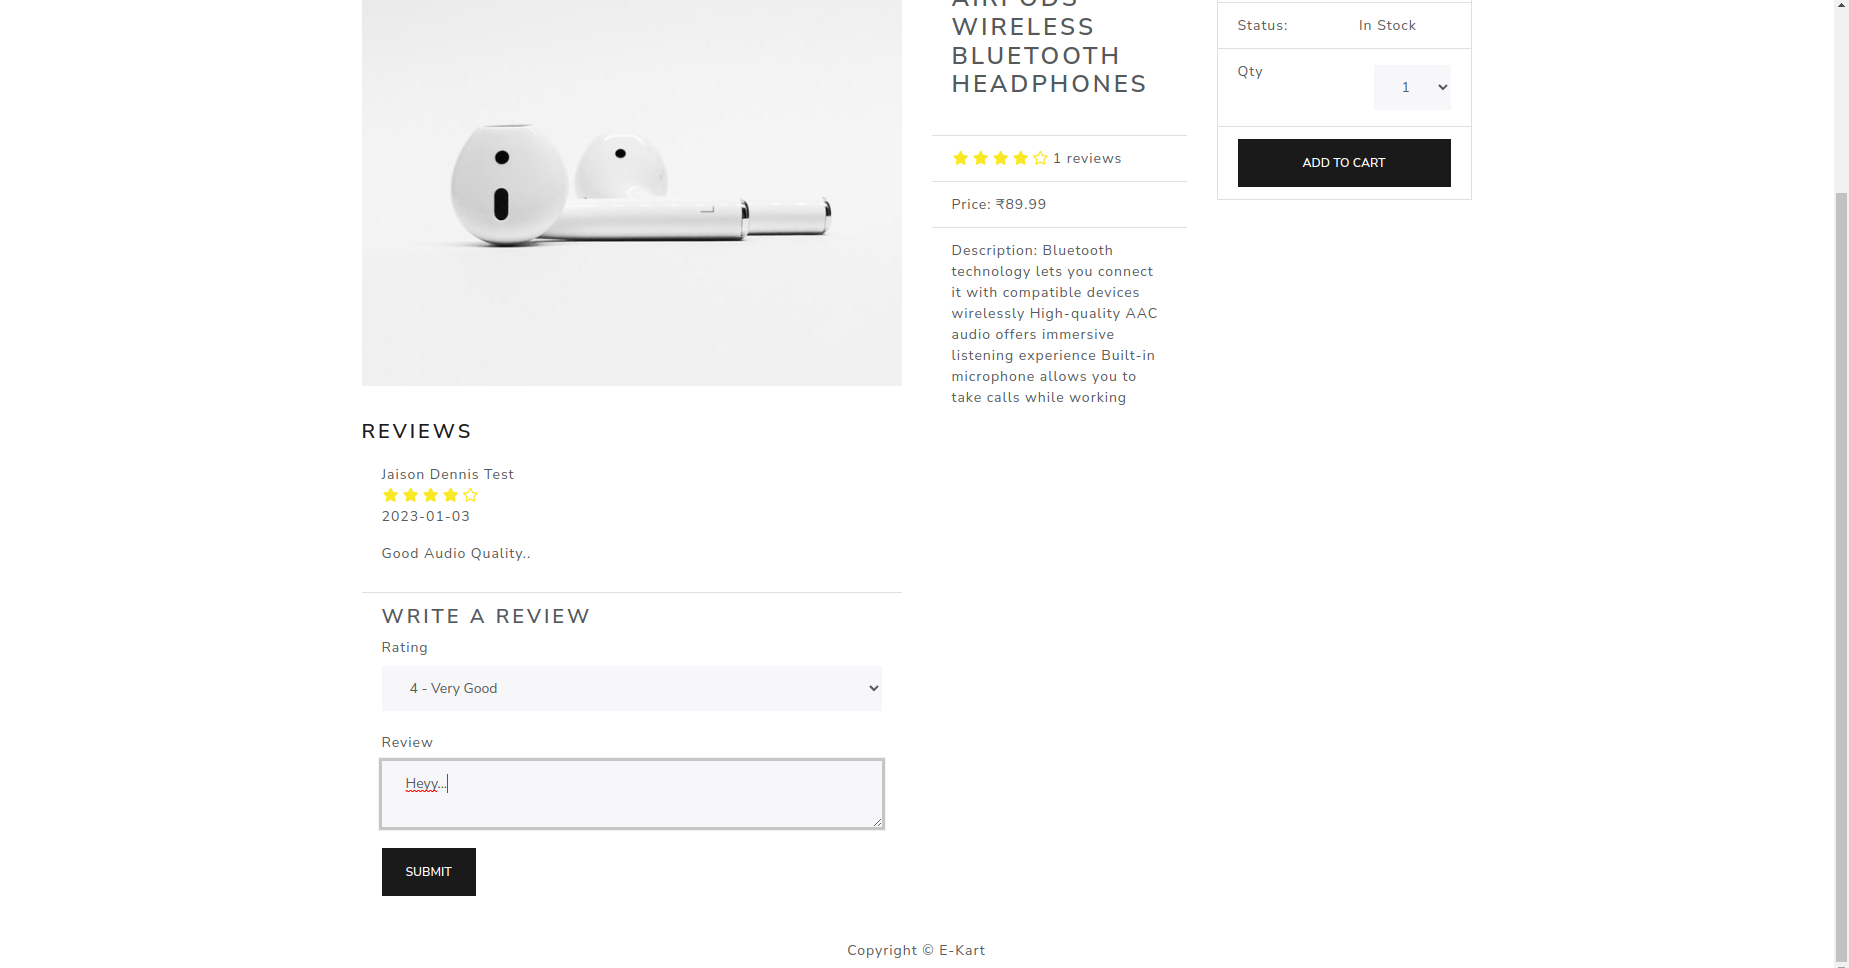 AIRPODS
WIRELESS
BLUETOOTH
HEADPHONES
1 reviews
Price: ₹89.99
Description: Bluetooth
technology lets you connect
it with compatible devices
wirelessly High-quality AAC
audio offers immersive
listening experience Built-in
microphone allows you to
take calls while working
Status: In Stock
Qty 1
ADD TO CART
REVIEWS
Jaison Dennis Test
2023-01-03
Good Audio Quality..
WRITE A REVIEW
Rating
4 - Very Good
Review
Heyy...
SUBMIT
Copyright © E-Kart